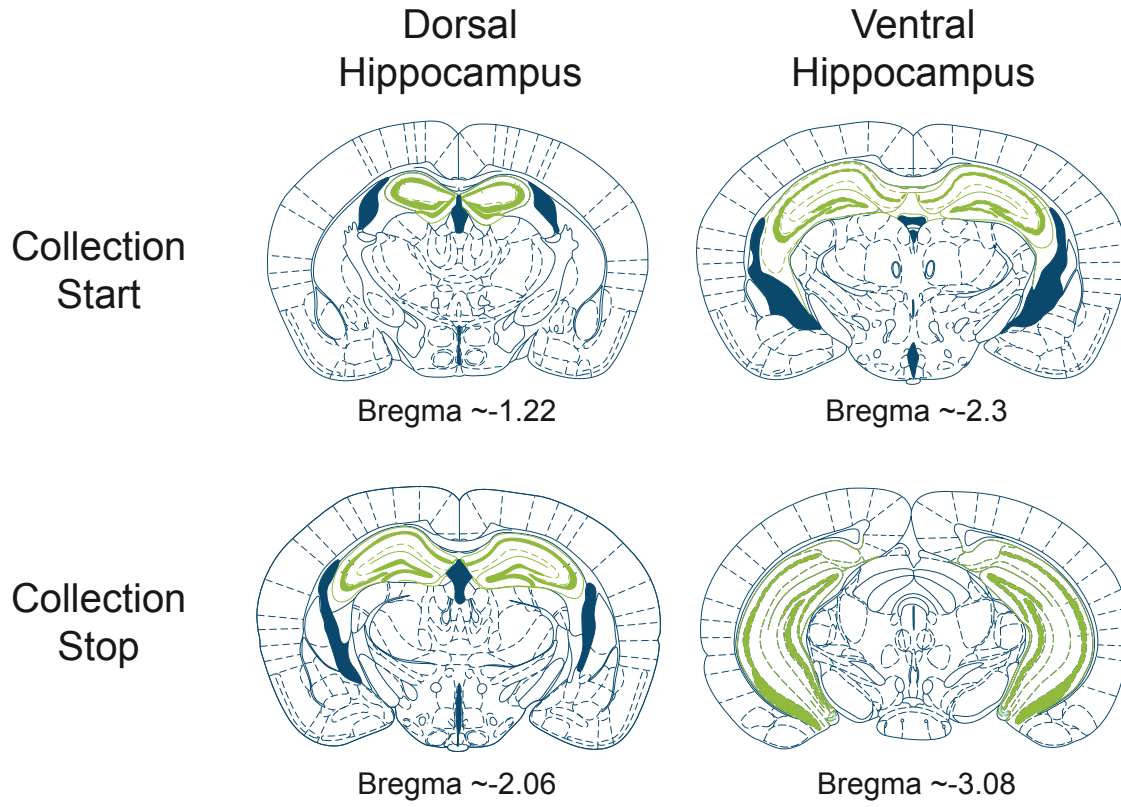 Dorsal
Hippocampus
Ventral
Hippocampus
Collection
Start
Bregma ~-1.22
Bregma ~-2.3
Collection
Stop
Bregma ~-2.06
Bregma ~-3.08